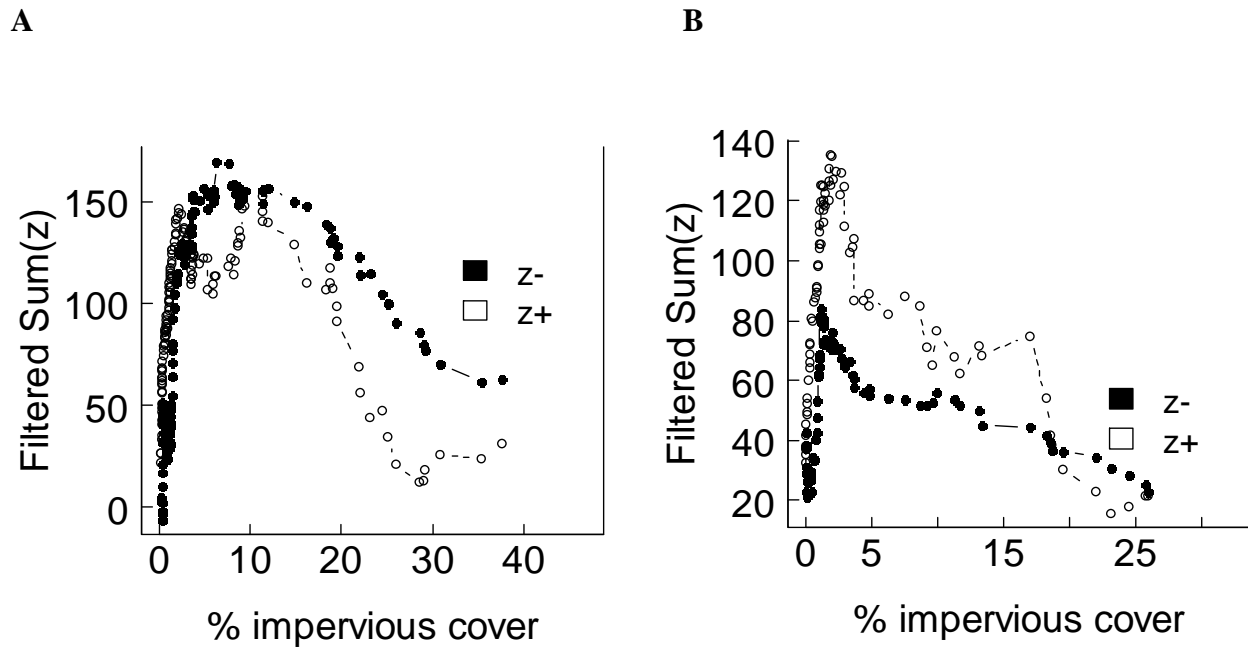 A
B
Filtered Sum(z)
150
100
50
0
z-
z+
0 10 20 30 40
% impervious cover
Filtered Sum(z)
140
120
100
80
60
40
20
z-
z+
0 5 15 25
% impervious cover